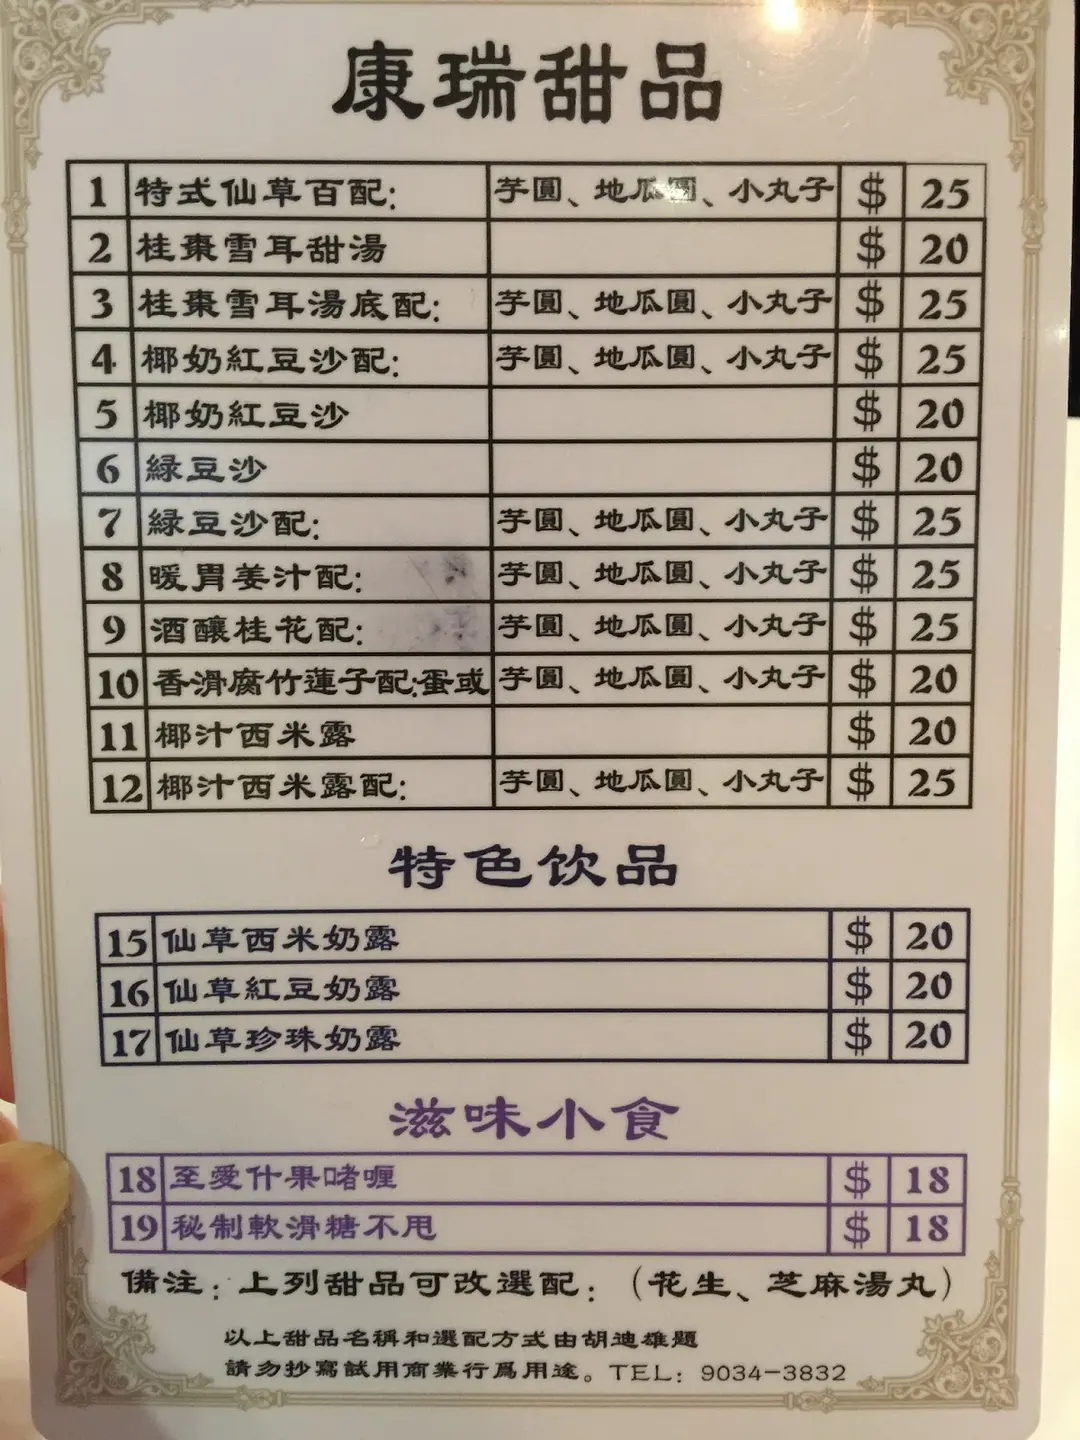 康瑞甜品
1 特式仙草百配: 芋圓、地瓜圓、小丸子 $ 25
2 桂棗雪耳甜湯 $ 20
3 桂棗雪耳湯底配: 芋圓、地瓜圓、小丸子 $ 25
4 椰奶紅豆沙配: 芋圓、地瓜圓、小丸子 $ 25
5 椰奶紅豆沙 $ 20
6 綠豆沙 $ 20
7 綠豆沙配: 芋圓、地瓜圓、小丸子 $ 25
8 暖胃姜汁配: 芋圓、地瓜圓、小丸子 $ 25
9 酒釀桂花配: 芋圓、地瓜圓、小丸子 $ 25
10 香滑腐竹蓮子配:蛋或 芋圓、地瓜圓、小丸子 $ 20
11 椰汁西米露 $ 20
12 椰汁西米露配: 芋圓、地瓜圓、小丸子 $ 25
特色饮品
15 仙草西米奶露 $ 20
16 仙草紅豆奶露 $ 20
17 仙草珍珠奶露 $ 20
滋味小食
18 至愛什果啫喱 $ 18
19 秘制軟滑糖不甩 $ 18
備注：上列甜品可改選配：（花生、芝麻湯丸）
以上甜品名稱和選配方式由胡迪雄題
請勿抄寫試用商業行爲用途。TEL：9034-3832